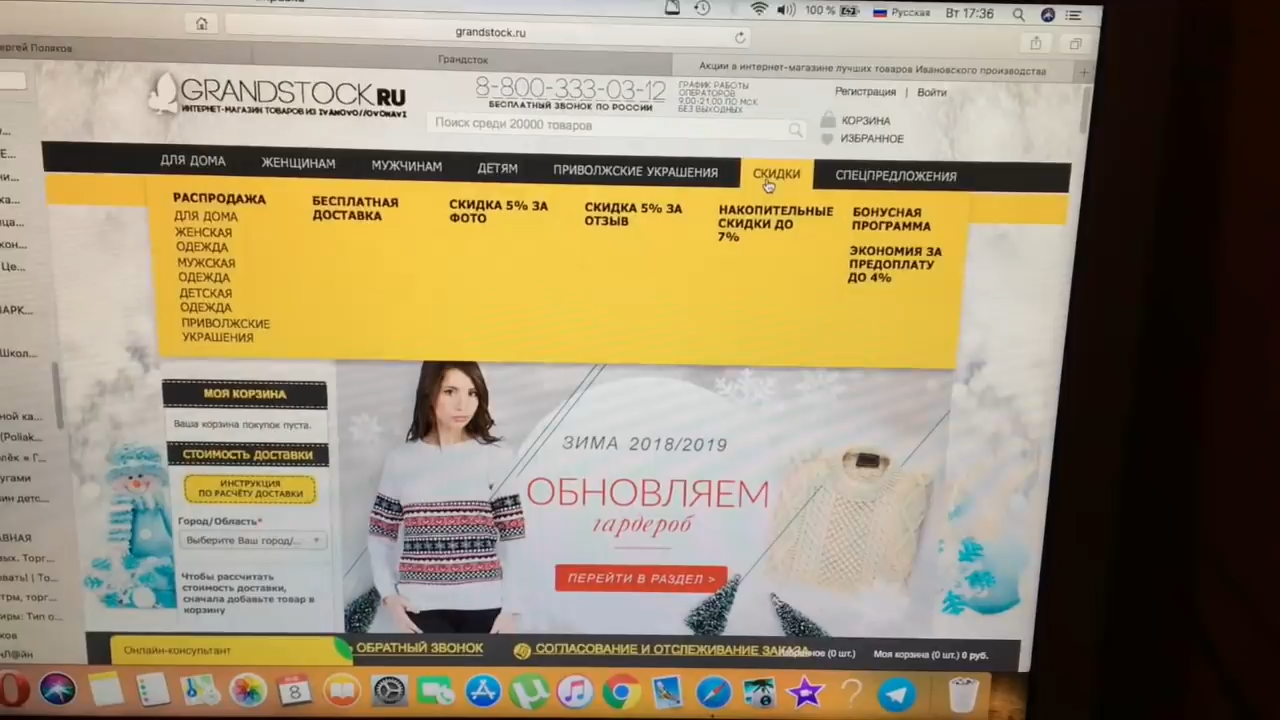 100 %
Русская
Вт 17:36
grandstock.ru
ергей Поляков
Грандсток
Акции в интернет-магазине лучших товаров Ивановского производства
GRANDSTOCK.RU
ИНТЕРНЕТ-МАГАЗИН ТОВАРОВ ИЗ IVANOVO//OVONAVI
8-800-333-03-12
БЕСПЛАТНЫЙ ЗВОНОК ПО РОССИИ
ГРАФИК РАБОТЫ
ОПЕРАТОРОВ
9.00-21.00 ПО МСК
БЕЗ ВЫХОДНЫХ
Регистрация | Войти
Поиск среди 20000 товаров
КОРЗИНА
ИЗБРАННОЕ
ДЛЯ ДОМА
ЖЕНЩИНАМ
МУЖЧИНАМ
ДЕТЯМ
ПРИВОЛЖСКИЕ УКРАШЕНИЯ
СКИДКИ
СПЕЦПРЕДЛОЖЕНИЯ
РАСПРОДАЖА
ДЛЯ ДОМА
ЖЕНСКАЯ
ОДЕЖДА
МУЖСКАЯ
ОДЕЖДА
ДЕТСКАЯ
ОДЕЖДА
ПРИВОЛЖСКИЕ
УКРАШЕНИЯ
БЕСПЛАТНАЯ
ДОСТАВКА
СКИДКА 5% ЗА
ФОТО
СКИДКА 5% ЗА
ОТЗЫВ
НАКОПИТЕЛЬНЫЕ
СКИДКИ ДО
7%
БОНУСНАЯ
ПРОГРАММА
ЭКОНОМИЯ ЗА
ПРЕДОПЛАТУ
ДО 4%
МОЯ КОРЗИНА
Ваша корзина покупок пуста.
СТОИМОСТЬ ДОСТАВКИ
ИНСТРУКЦИЯ
ПО РАСЧЁТУ ДОСТАВКИ
Город/Область*
Выберите Ваш город/...
Чтобы рассчитать
стоимость доставки,
сначала добавьте товар в
корзину
ЗИМА 2018/2019
ОБНОВЛЯЕМ
гардероб
ПЕРЕЙТИ В РАЗДЕЛ >
Онлайн-консультант
ОБРАТНЫЙ ЗВОНОК
СОГЛАСОВАНИЕ И ОТСЛЕЖИВАНИЕ ЗАКАЗА
(0 шт.)
Моя корзина (0 шт.) 0 руб.
8